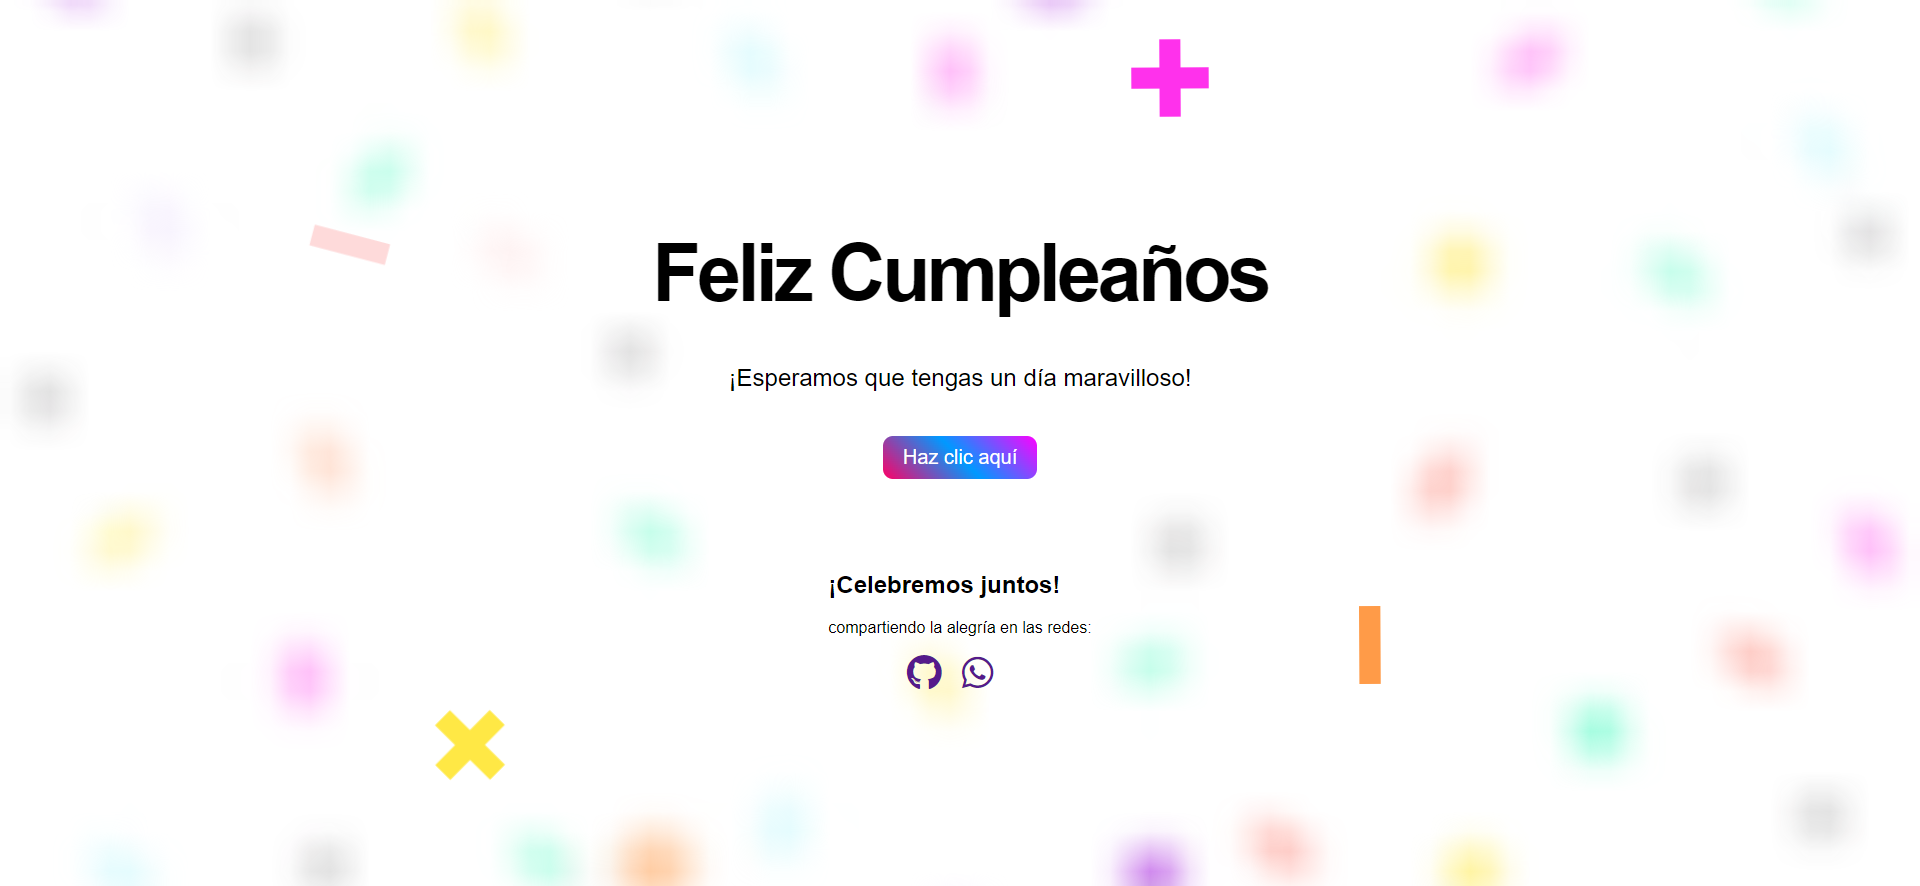 Feliz Cumpleaños
¡Esperamos que tengas un día maravilloso!
Haz clic aquí
¡Celebremos juntos!
compartiendo la alegría en las redes: